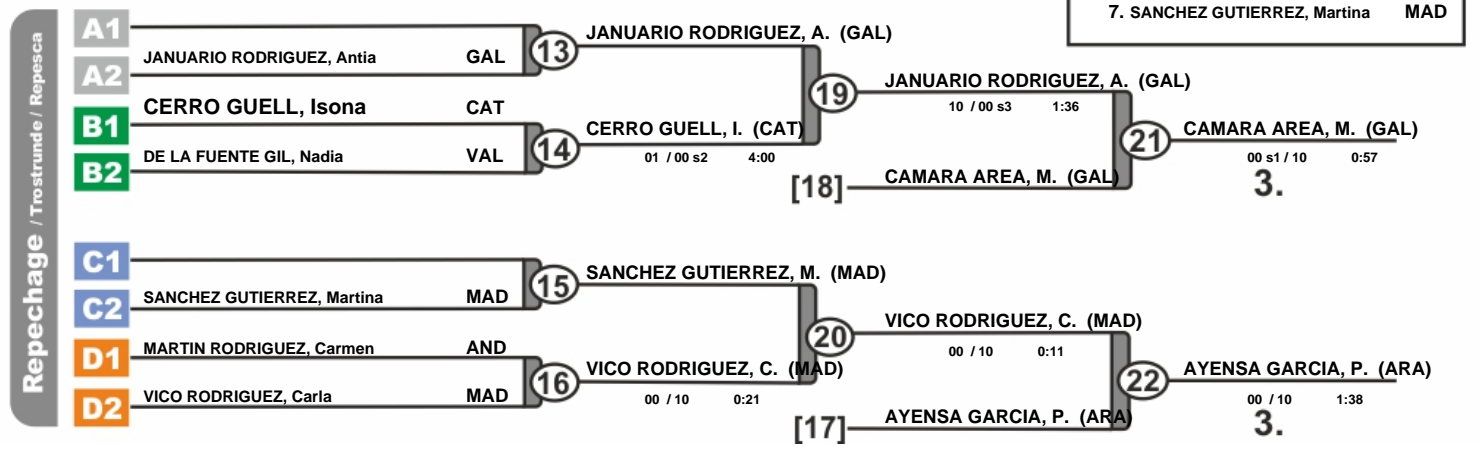 7. SANCHEZ GUTIERREZ, Martina MAD
Repechage / Trostrunde / Repesca
A1
JANUARIO RODRIGUEZ, Antia GAL
A2
13
JANUARIO RODRIGUEZ, A. (GAL)
CERRO GUELL, Isona CAT
B1
DE LA FUENTE GIL, Nadia VAL
B2
14
CERRO GUELL, I. (CAT)
01 / 00 s2 4:00
19
JANUARIO RODRIGUEZ, A. (GAL)
10 / 00 s3 1:36
[18]
CAMARA AREA, M. (GAL)
21
CAMARA AREA, M. (GAL)
00 s1 / 10 0:57
3.
C1
SANCHEZ GUTIERREZ, Martina MAD
C2
15
SANCHEZ GUTIERREZ, M. (MAD)
MARTIN RODRIGUEZ, Carmen AND
D1
VICO RODRIGUEZ, Carla MAD
D2
16
VICO RODRIGUEZ, C. (MAD)
00 / 10 0:21
20
VICO RODRIGUEZ, C. (MAD)
00 / 10 0:11
[17]
AYENSA GARCIA, P. (ARA)
22
AYENSA GARCIA, P. (ARA)
00 / 10 1:38
3.